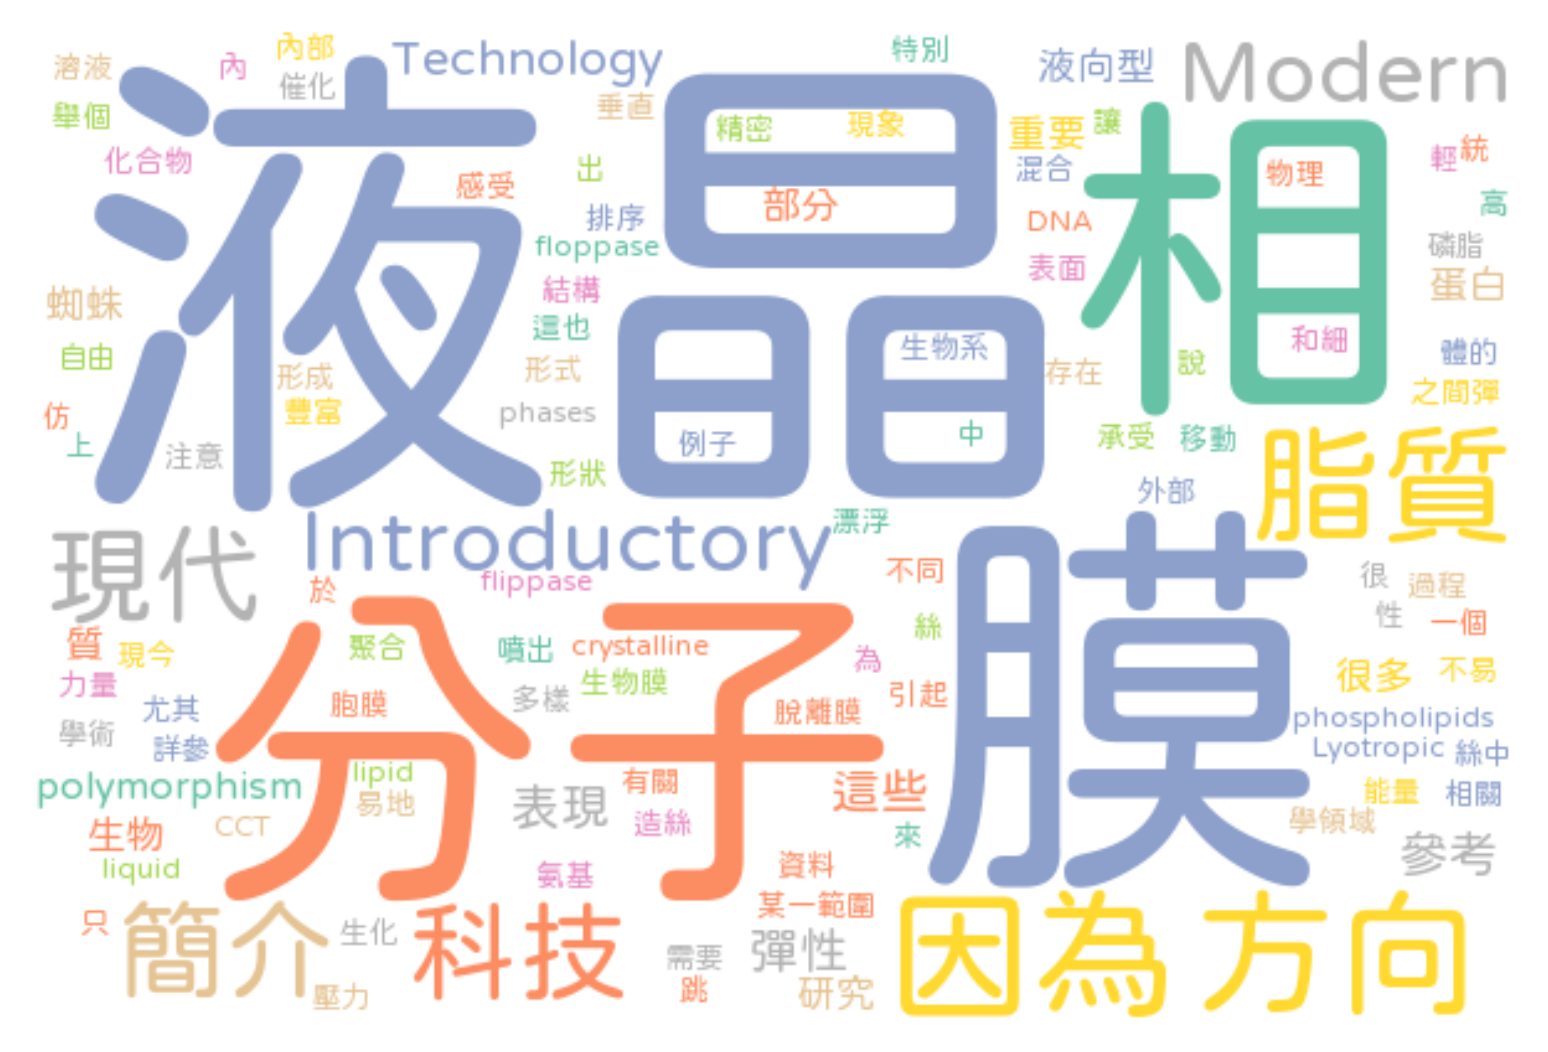 溶液 內 內部 Technology 特別 液向型 Modern
舉個 催化 垂直 精密 現象 重要 讓
化合物 感受 出 部分 混合 物理 輕 統
液晶 相
排序 DNA 高
floppase 表面 磷脂
蜘蛛 結構 蛋白
自由 這也 生物系 和細 體的
形成 形式 存在 說 之間彈
仿 豐富 phases
上 注意 例子 中 承受 移動
形狀 外部 脂質
現代 Introductory 漂浮
於 flippase 不同 很 過程
質 現今 聚合 噴出 crystalline 絲 性 一個
力量 生物膜 為 很多 不易
分子 膜
尤其 胞膜 多樣 脫離膜 引起 phospholipids
學術 詳參 Lyotropic 絲中
polymorphism lipid 有關 這些 能量 相關
易地 表現
生物 CCT 造絲 來 學領域
liquid 氨基 資料 參考
只 簡介 生化 科技 某一範圍 因為 方向
需要 彈性
壓力 跳 研究